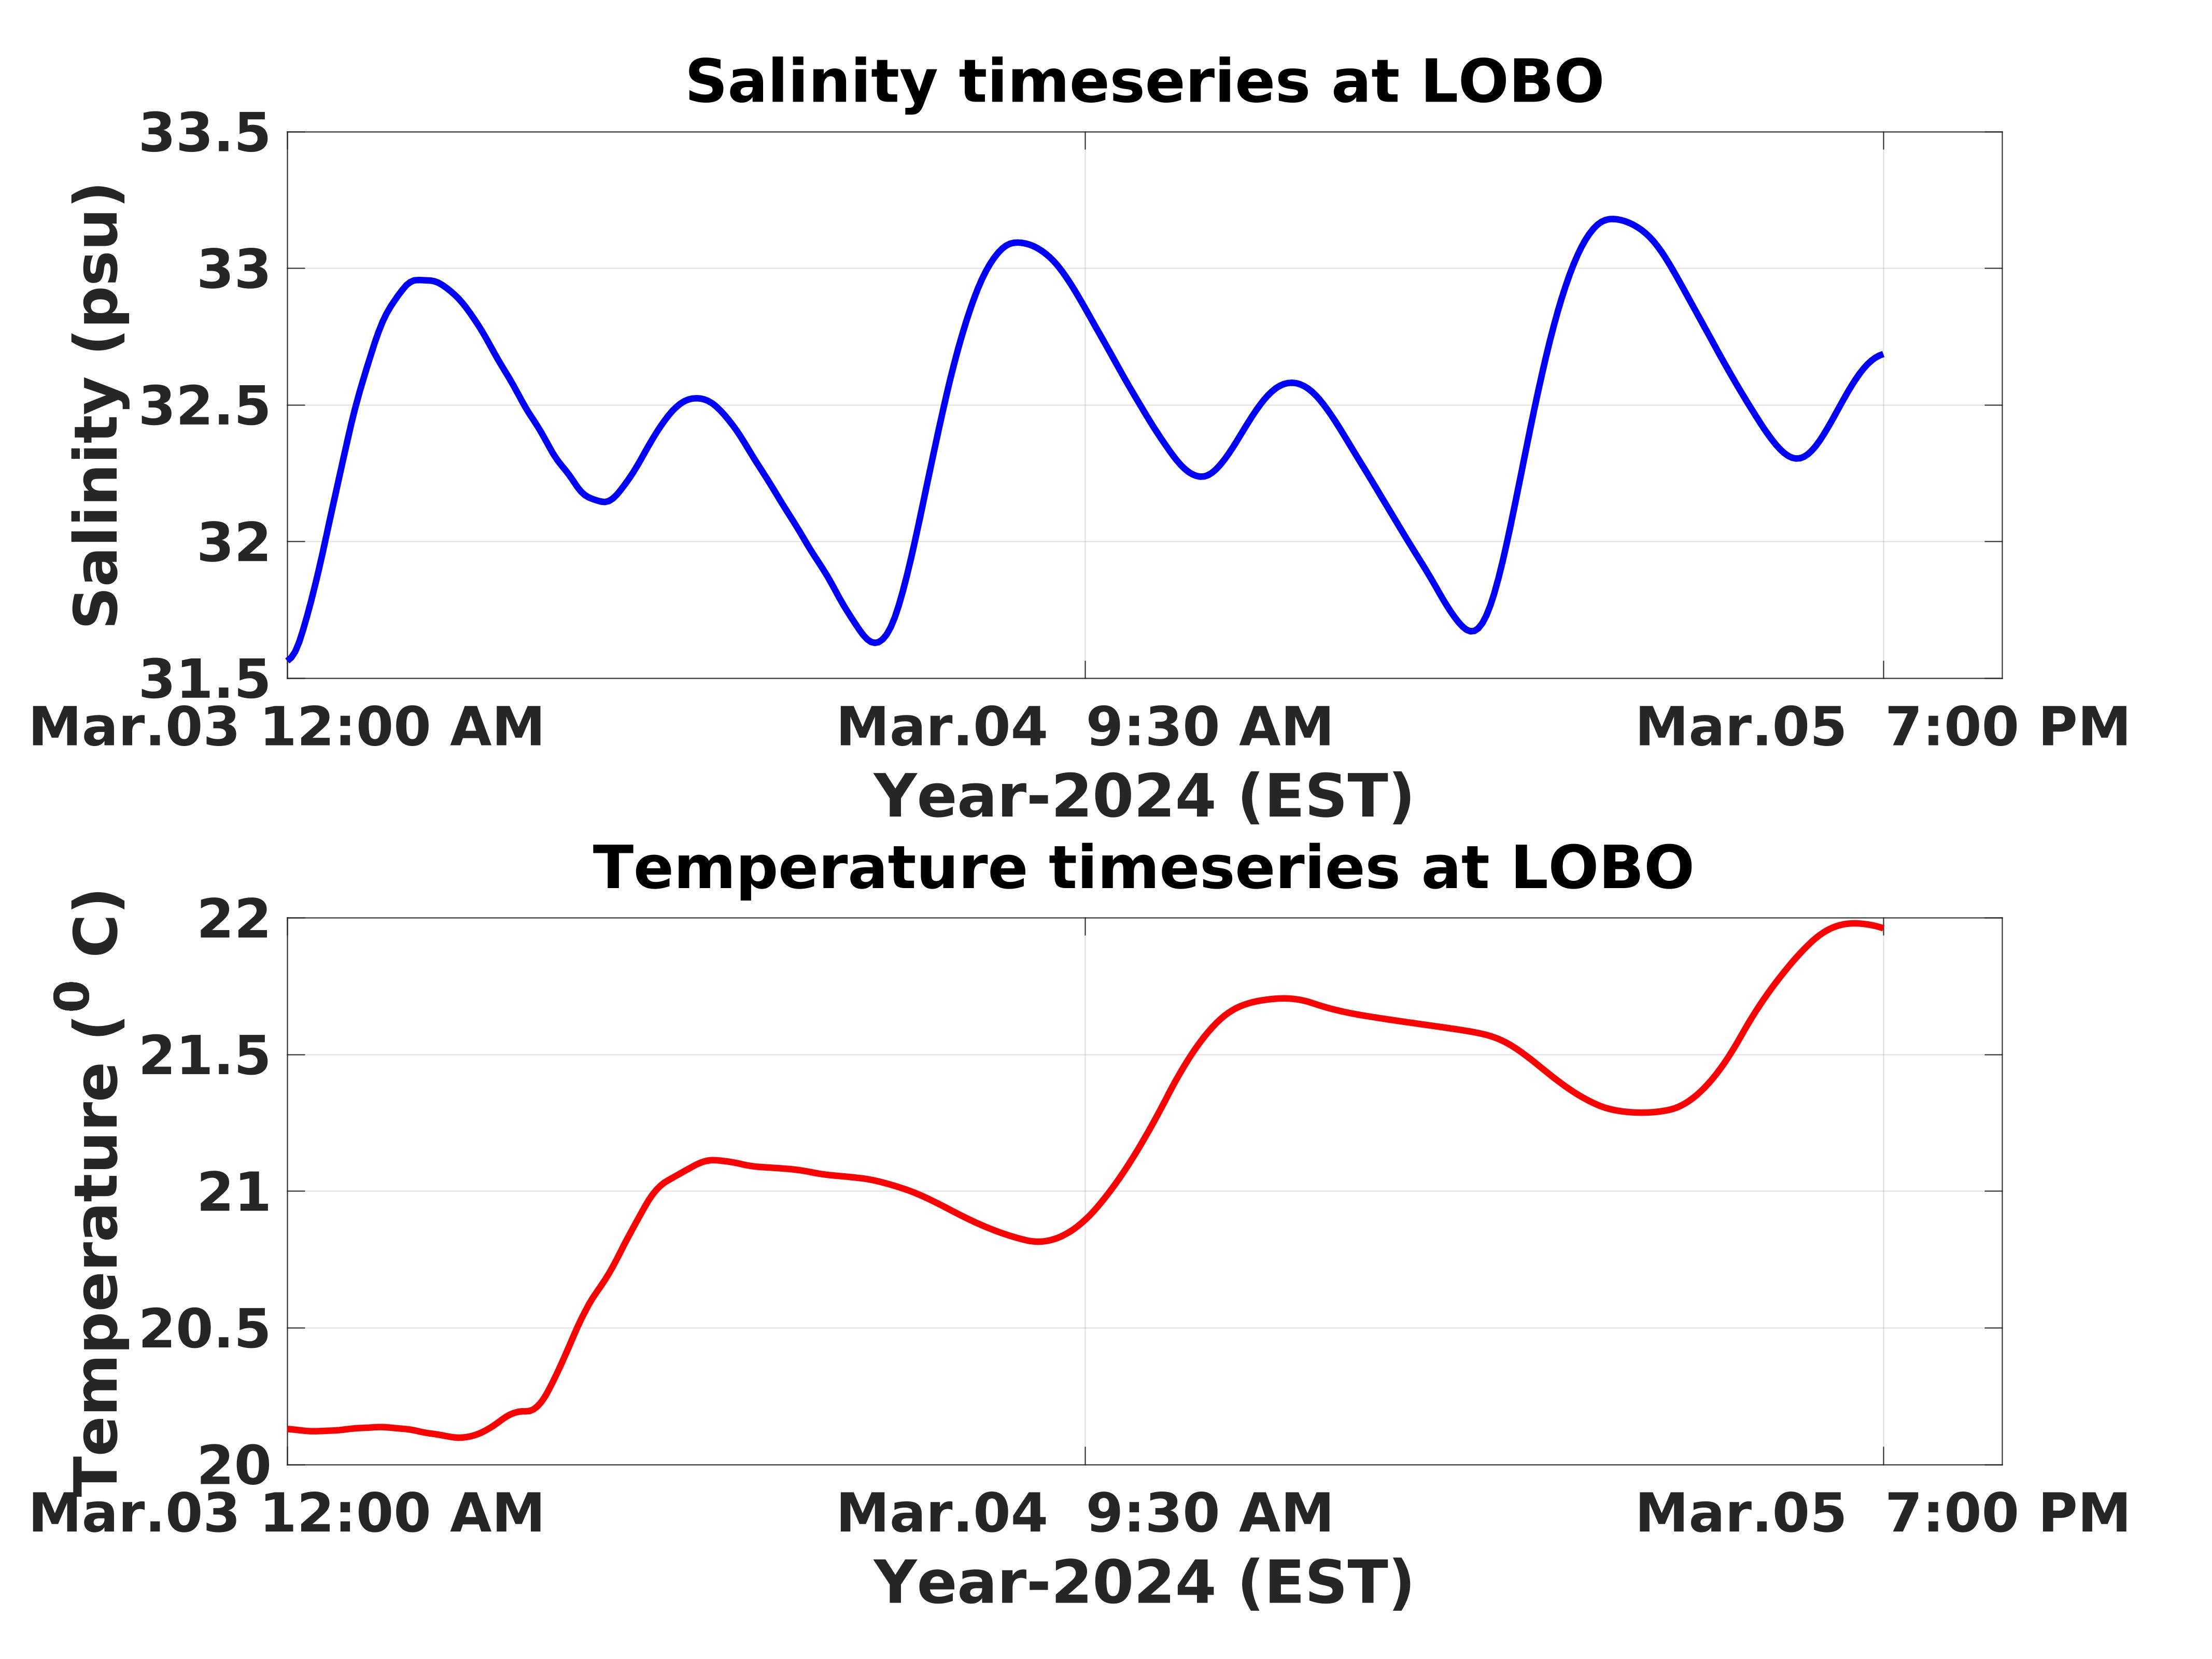 Salinity timeseries at LOBO
Salinity (psu)
33.5
33
32.5
32
31.5
Mar.03 12:00 AM Mar.04  9:30 AM Mar.05  7:00 PM
Year-2024 (EST)
Temperature timeseries at LOBO
Temperature (⁰ C)
22
21.5
21
20.5
20
Mar.03 12:00 AM Mar.04  9:30 AM Mar.05  7:00 PM
Year-2024 (EST)